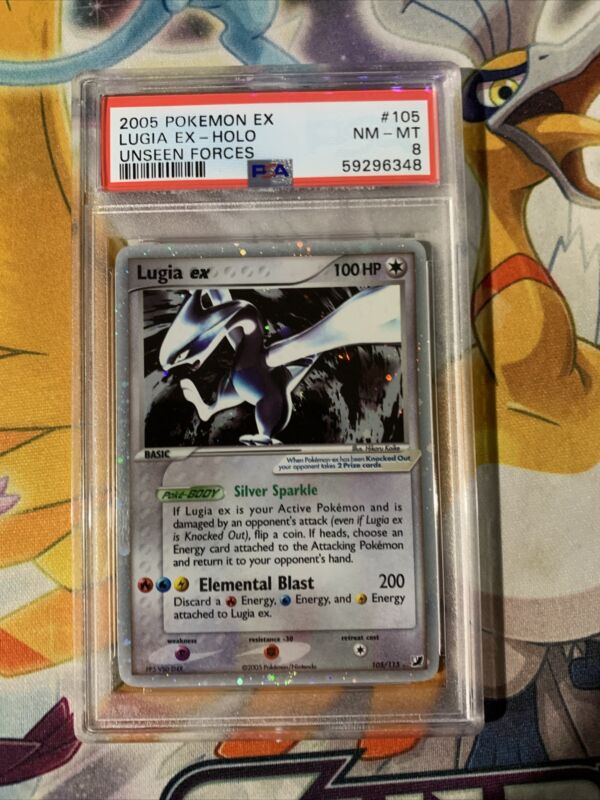 2005 POKEMON EX #105
LUGIA EX - HOLO NM - MT
UNSEEN FORCES 8
PSA 59296348
Lugia ex 100 HP
BASIC
Illus. Hikaru Koike
When Pokémon-ex has been Knocked Out
your opponent takes 2 Prize cards.
Poké-BODY Silver Sparkle
If Lugia ex is your Active Pokémon and is
damaged by an opponent's attack (even if Lugia ex
is Knocked Out), flip a coin. If heads, choose an
Energy card attached to the Attacking Pokémon
and return it to your opponent's hand.
Elemental Blast 200
Discard a Energy, Energy, and Energy
attached to Lugia ex.
weakness resistance -30 retreat cost
©2005 Pokémon/Nintendo 105/115